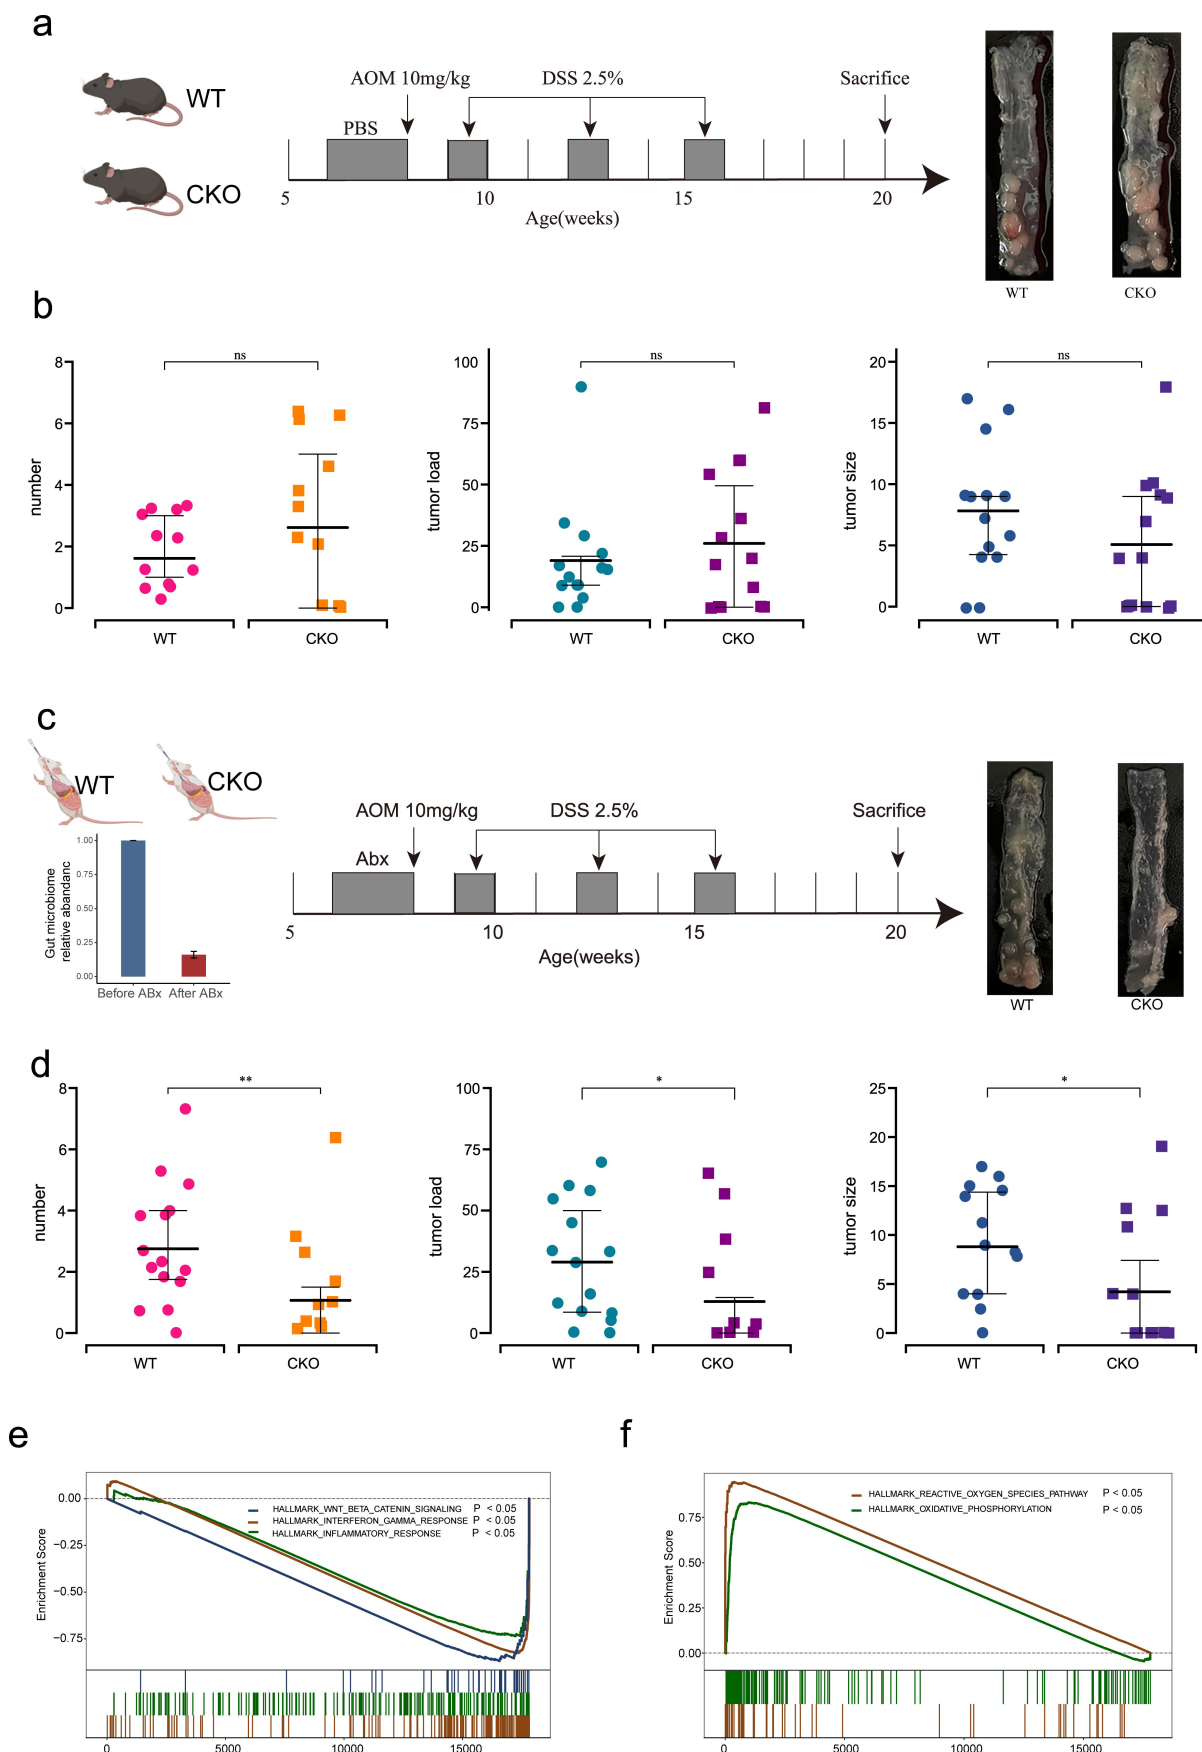 a
WT
CKO
AOM 10mg/kg
DSS 2.5%
Sacrifice
PBS
5
10
15
20
Age(weeks)
WT
CKO
b
ns
number
8
6
4
2
0
WT
CKO
ns
tumor load
100
75
50
25
0
WT
CKO
ns
tumor size
20
15
10
5
0
WT
CKO
c
WT
CKO
Gut microbiome
relative abundanc
1.00
0.75
0.50
0.25
0.00
Before ABx
After ABx
AOM 10mg/kg
DSS 2.5%
Sacrifice
Abx
5
10
15
20
Age(weeks)
WT
CKO
d
**
number
8
6
4
2
0
WT
CKO
*
tumor load
100
75
50
25
0
WT
CKO
*
tumor size
25
20
15
10
5
0
WT
CKO
e
Enrichment Score
0.00
−0.25
−0.50
−0.75
HALLMARK_WNT_BETA_CATENIN_SIGNALING P < 0.05
HALLMARK_INTERFERON_GAMMA_RESPONSE P < 0.05
HALLMARK_INFLAMMATORY_RESPONSE P < 0.05
0
5000
10000
15000
f
Enrichment Score
0.75
0.50
0.25
0.00
HALLMARK_REACTIVE_OXYGEN_SPECIES_PATHWAY P < 0.05
HALLMARK_OXIDATIVE_PHOSPHORYLATION P < 0.05
0
5000
10000
15000